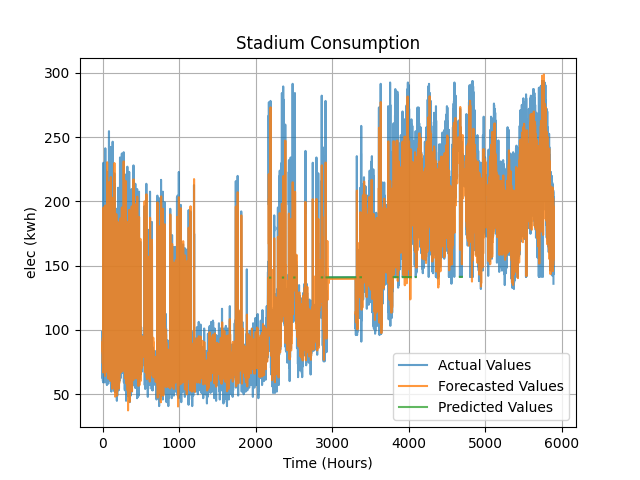 Stadium Consumption
300
250
200
150
100
50
elec (kwh)
Actual Values
Forecasted Values
Predicted Values
0
1000
2000
3000
4000
5000
6000
Time (Hours)